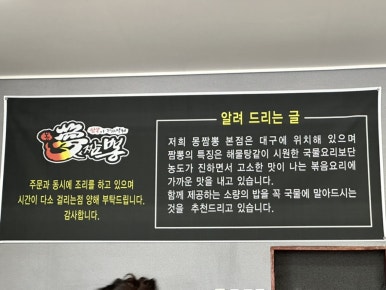 짬뽕
주문과 동시에 조리를 하고 있으며
시간이 다소 걸리는점 양해 부탁드립니다.
감사합니다.
알려 드리는 글
저희 몽짬뽕 본점은 대구에 위치해 있으며
짬뽕의 특징은 해물탕같이 시원한 국물요리보단
농도가 진하면서 고소한 맛이 나는 볶음요리에
가까운 맛을 내고 있습니다.
함께 제공하는 소량의 밥을 꼭 국물에 말아드시는
것을 추천드리고 있습니다.